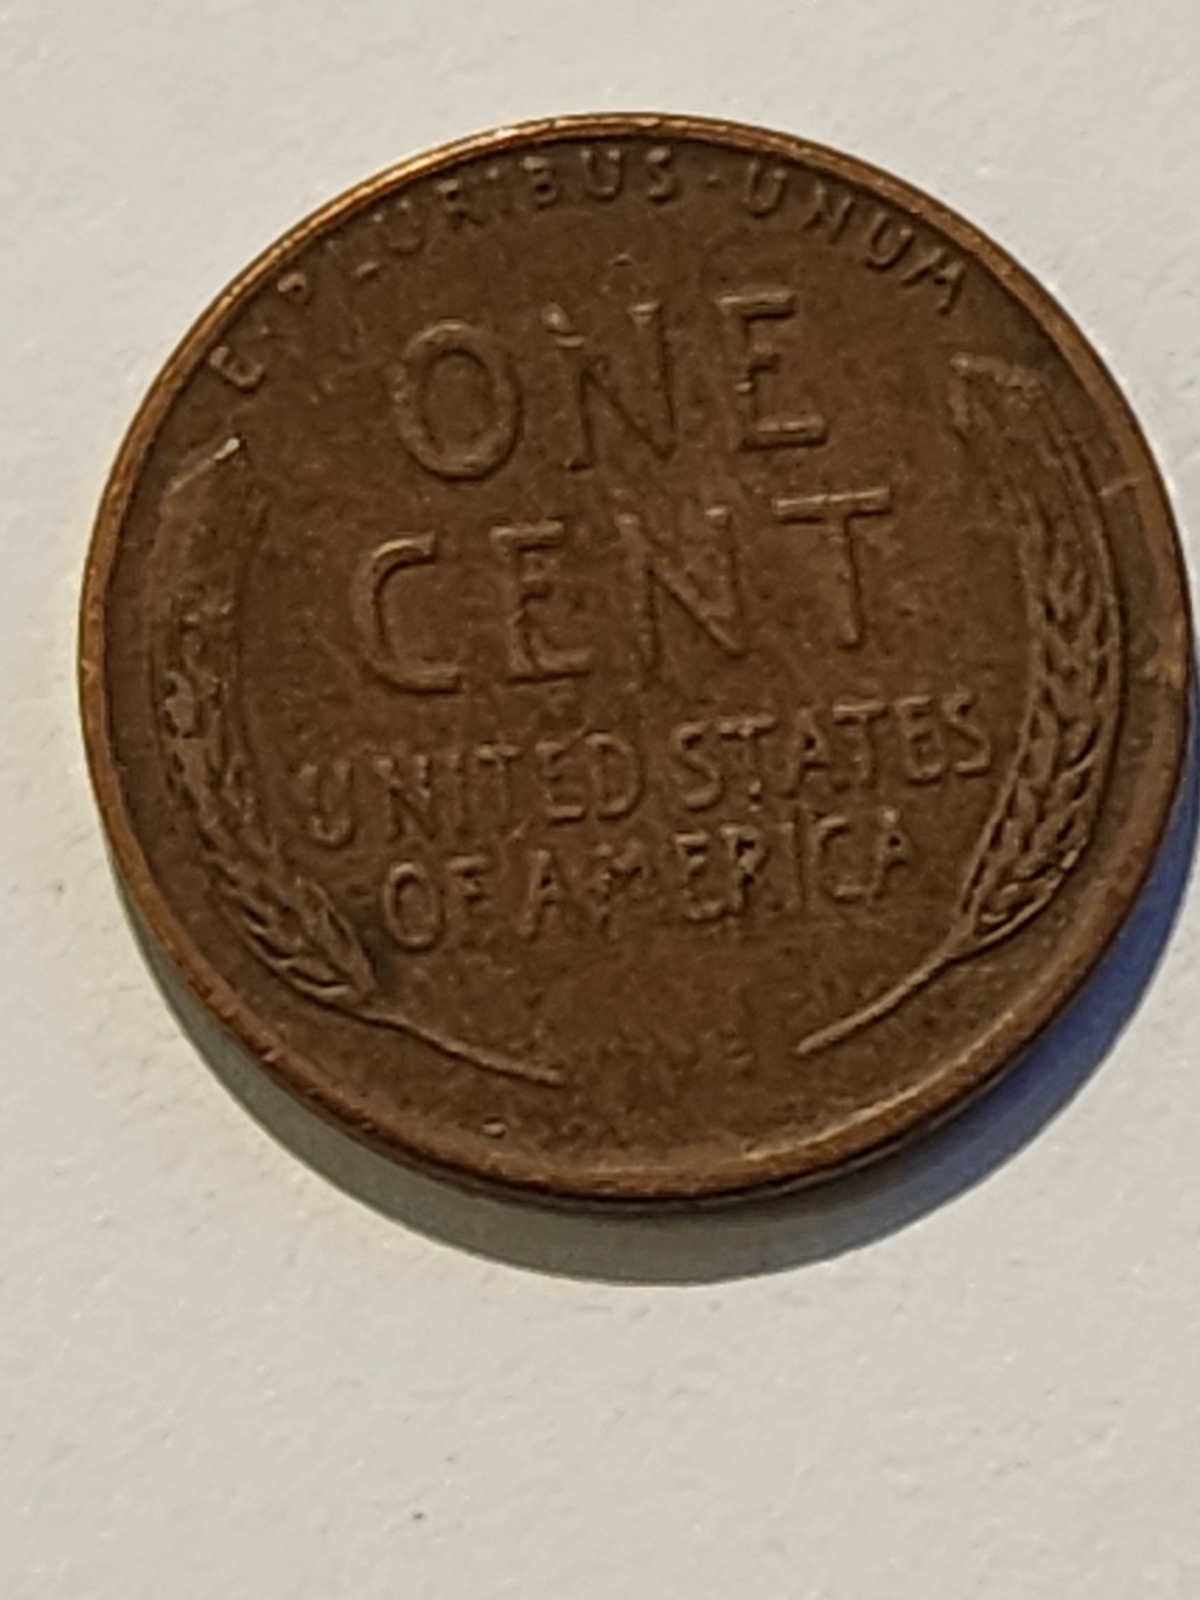 E·PLURIBUS·UNUM
ONE
CENT
UNITED STATES
OF AMERICA